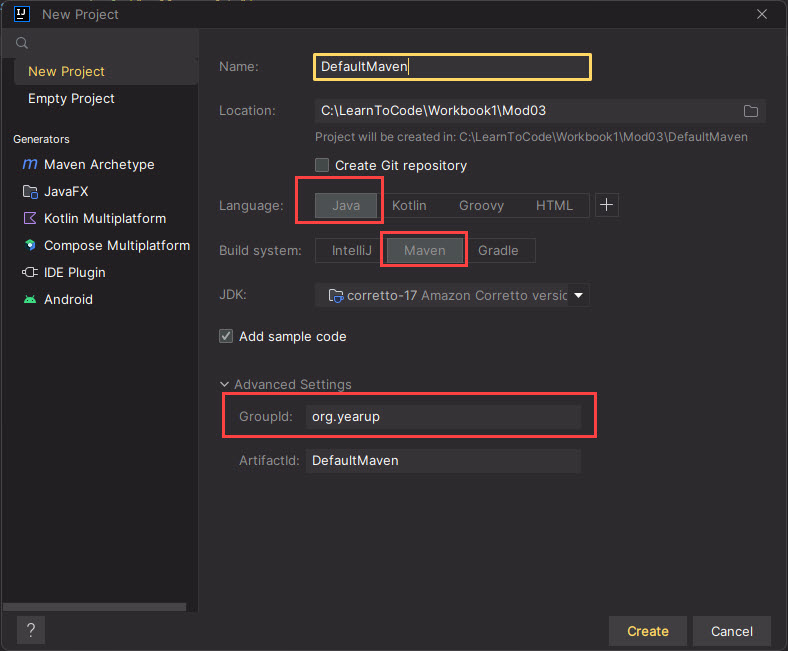 New Project
New Project
Empty Project
Generators
Maven Archetype
JavaFX
Kotlin Multiplatform
Compose Multiplatform
IDE Plugin
Android
Name: DefaultMaven
Location: C:\LearnToCode\Workbook1\Mod03
Project will be created in: C:\LearnToCode\Workbook1\Mod03\DefaultMaven
Create Git repository
Language: Java Kotlin Groovy HTML +
Build system: IntelliJ Maven Gradle
JDK: corretto-17 Amazon Corretto versic
Add sample code
Advanced Settings
GroupId: org.yearup
ArtifactId: DefaultMaven
? Create Cancel